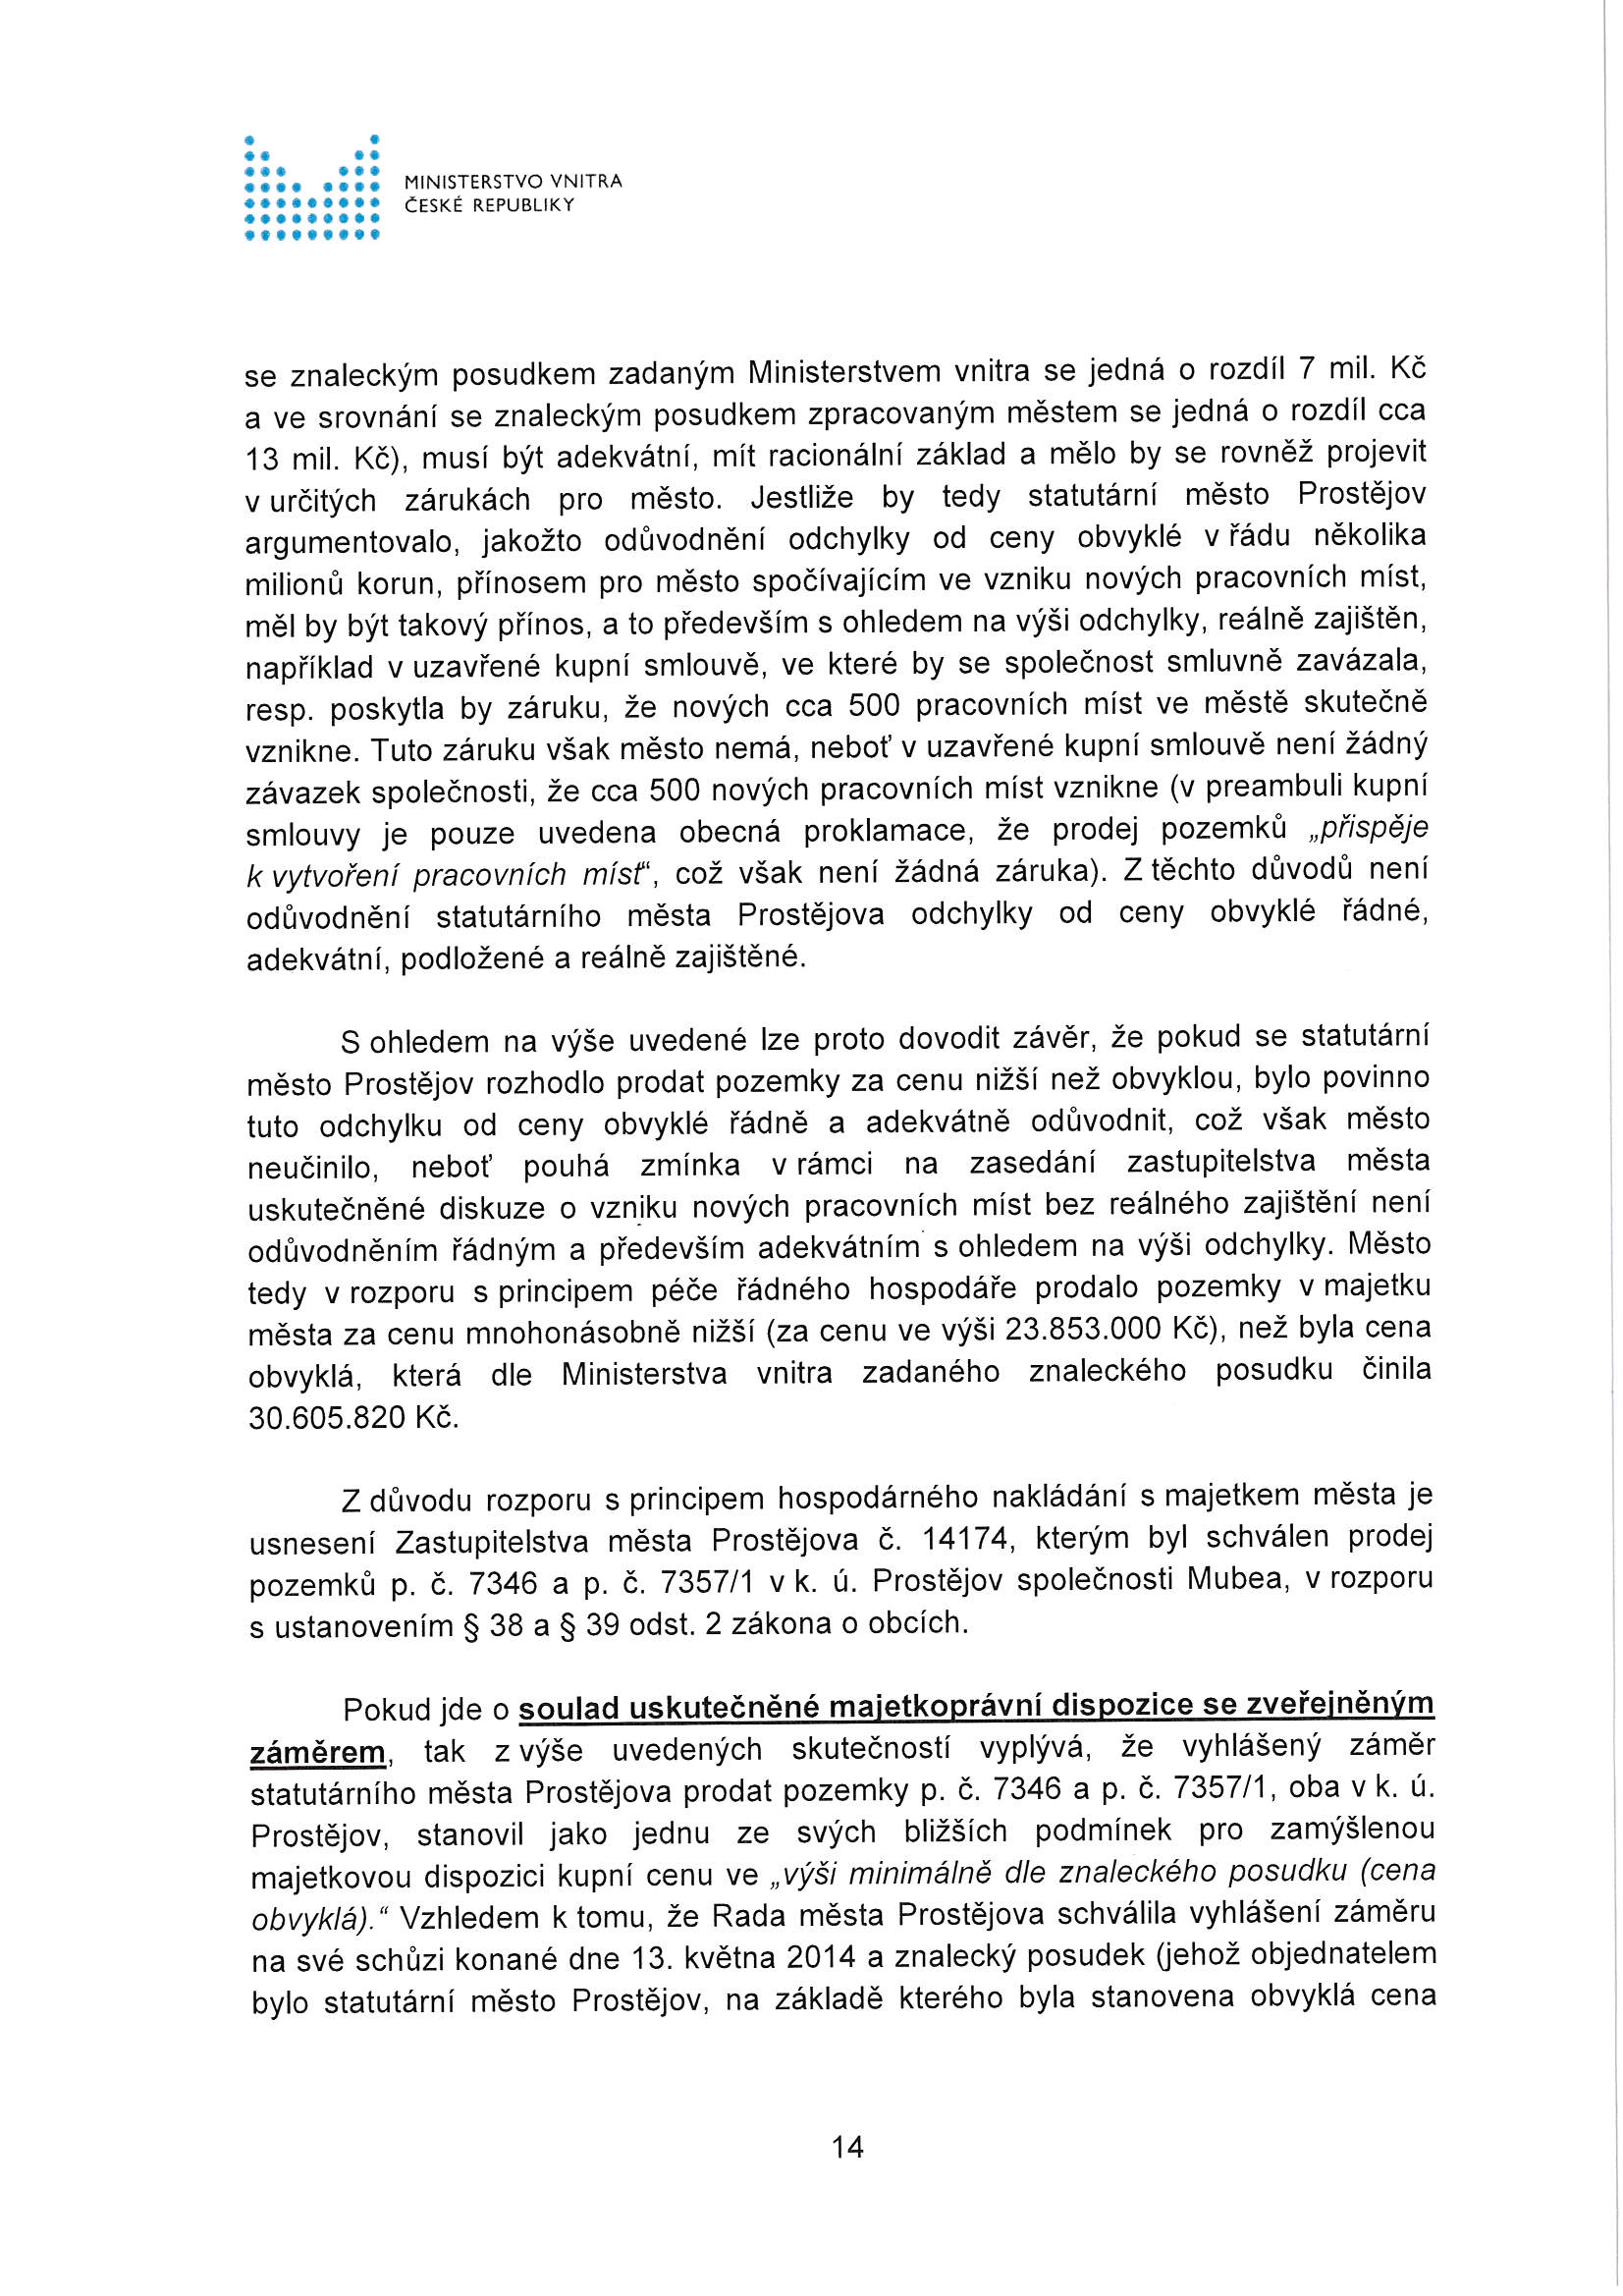 MINISTERSTVO VNITRA
ČESKÉ REPUBLIKY
se znaleckým posudkem zadaným Ministerstvem vnitra se jedná o rozdíl 7 mil. Kč
a ve srovnání se znaleckým posudkem zpracovaným městem se jedná o rozdíl cca
13 mil. Kč), musí být adekvátní, mít racionální základ a mělo by se rovněž projevit
v určitých zárukách pro město. Jestliže by tedy statutární město Prostějov
argumentovalo, jakožto odůvodnění odchylky od ceny obvyklé v řádu několika
milionů korun, přínosem pro město spočívajícím ve vzniku nových pracovních míst,
měl by být takový přínos, a to především s ohledem na výši odchylky, reálně zajištěn,
například v uzavřené kupní smlouvě, ve které by se společnost smluvně zavázala,
resp. poskytla by záruku, že nových cca 500 pracovních míst ve městě skutečně
vznikne. Tuto záruku však město nemá, neboť v uzavřené kupní smlouvě není žádný
závazek společnosti, že cca 500 nových pracovních míst vznikne (v preambuli kupní
smlouvy je pouze uvedena obecná proklamace, že prodej pozemků „přispěje
k vytvoření pracovních míst“, což však není žádná záruka). Z těchto důvodů není
odůvodnění statutárního města Prostějova odchylky od ceny obvyklé řádné,
adekvátní, podložené a reálně zajištěné.
S ohledem na výše uvedené lze proto dovodit závěr, že pokud se statutární
město Prostějov rozhodlo prodat pozemky za cenu nižší než obvyklou, bylo povinno
tuto odchylku od ceny obvyklé řádně a adekvátně odůvodnit, což však město
neučinilo, neboť pouhá zmínka v rámci na zasedání zastupitelstva města
uskutečněné diskuze o vzniku nových pracovních míst bez reálného zajištění není
odůvodněním řádným a především adekvátním s ohledem na výši odchylky. Město
tedy v rozporu s principem péče řádného hospodáře prodalo pozemky v majetku
města za cenu mnohonásobně nižší (za cenu ve výši 23.853.000 Kč), než byla cena
obvyklá, která dle Ministerstva vnitra zadaného znaleckého posudku činila
30.605.820 Kč.
Z důvodu rozporu s principem hospodárného nakládání s majetkem města je
usnesení Zastupitelstva města Prostějova č. 14174, kterým byl schválen prodej
pozemků p. č. 7346 a p. č. 7357/1 v k. ú. Prostějov společnosti Mubea, v rozporu
s ustanovením § 38 a § 39 odst. 2 zákona o obcích.
Pokud jde o soulad uskutečněné majetkoprávní dispozice se zveřejněným
záměrem, tak z výše uvedených skutečností vyplývá, že vyhlášený záměr
statutárního města Prostějova prodat pozemky p. č. 7346 a p. č. 7357/1, oba v k. ú.
Prostějov, stanovil jako jednu ze svých bližších podmínek pro zamýšlenou
majetkovou dispozici kupní cenu ve „výši minimálně dle znaleckého posudku (cena
obvyklá).“ Vzhledem k tomu, že Rada města Prostějova schválila vyhlášení záměru
na své schůzi konané dne 13. května 2014 a znalecký posudek (jehož objednatelem
bylo statutární město Prostějov, na základě kterého byla stanovena obvyklá cena
14